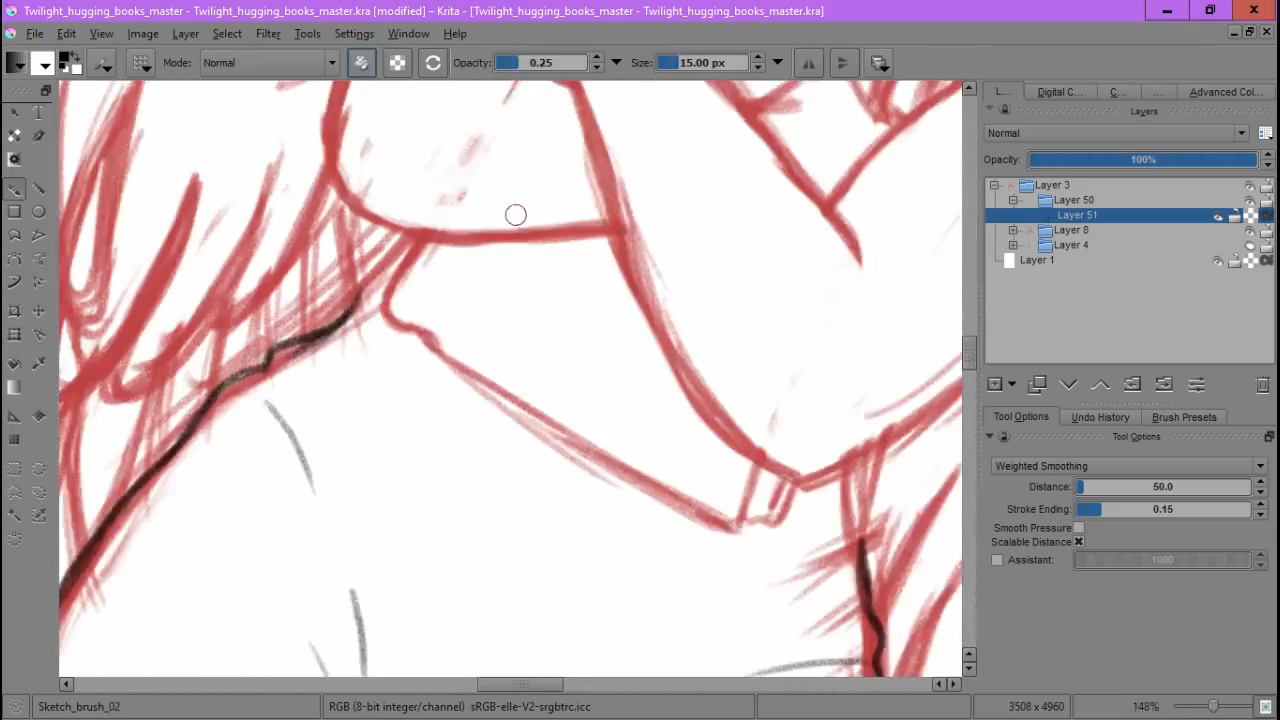 Twilight_hugging_books_master - Twilight_hugging_books_master.kra [modified] – Krita - [Twilight_hugging_books_master - Twilight_hugging_books_master.kra]
File Edit View Image Layer Select Filter Tools Settings Window Help
Mode: Normal Opacity: 0.25 Size: 15.00 px
L... Digital C... C... ... Advanced Col...
Layers
Normal
Opacity: 100%
Layer 3
Layer 50
Layer 51
Layer 8
Layer 4
Layer 1
Tool Options Undo History Brush Presets
Tool Options
Weighted Smoothing
Distance: 50.0
Stroke Ending: 0.15
Smooth Pressure
Scalable Distance
Assistant: 1000
Sketch_brush_02 RGB (8-bit integer/channel) sRGB-elle-V2-srgbtrc.icc 3508 x 4960 148%